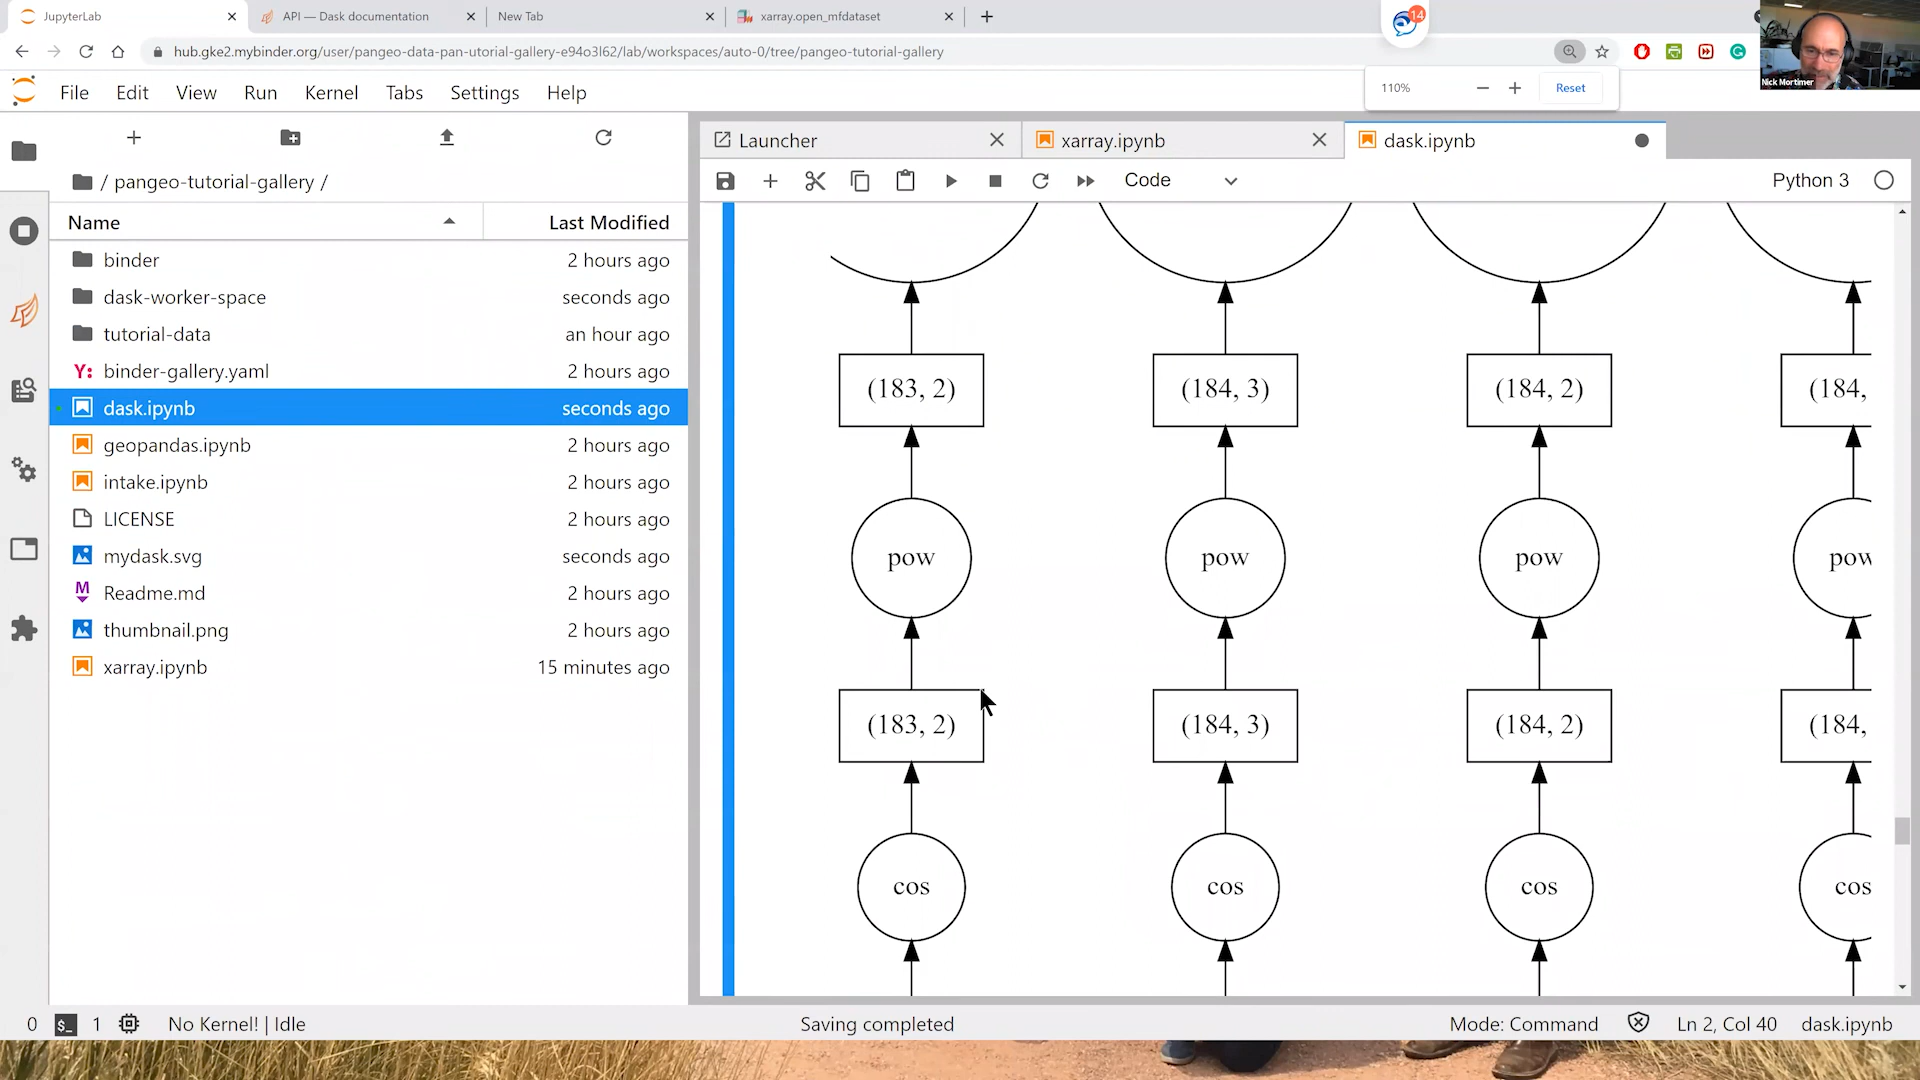 JupyterLab
API — Dask documentation
New Tab
xarray.open_mfdataset
14
hub.gke2.mybinder.org/user/pangeo-data-pan-utorial-gallery-e94o3l62/lab/workspaces/auto-0/tree/pangeo-tutorial-gallery
Nick Mortimer
File Edit View Run Kernel Tabs Settings Help
110%
Reset
Launcher
xarray.ipynb
dask.ipynb
/ pangeo-tutorial-gallery /
Code
Python 3
Name Last Modified
binder 2 hours ago
dask-worker-space seconds ago
tutorial-data an hour ago
Y: binder-gallery.yaml 2 hours ago
dask.ipynb seconds ago
geopandas.ipynb 2 hours ago
intake.ipynb 2 hours ago
LICENSE 2 hours ago
mydask.svg seconds ago
M Readme.md 2 hours ago
thumbnail.png 2 hours ago
xarray.ipynb 15 minutes ago
(183, 2) (184, 3) (184, 2) (184,
pow pow pow pow
(183, 2) (184, 3) (184, 2) (184,
cos cos cos cos
0 $_ 1 No Kernel! | Idle Saving completed Mode: Command Ln 2, Col 40 dask.ipynb